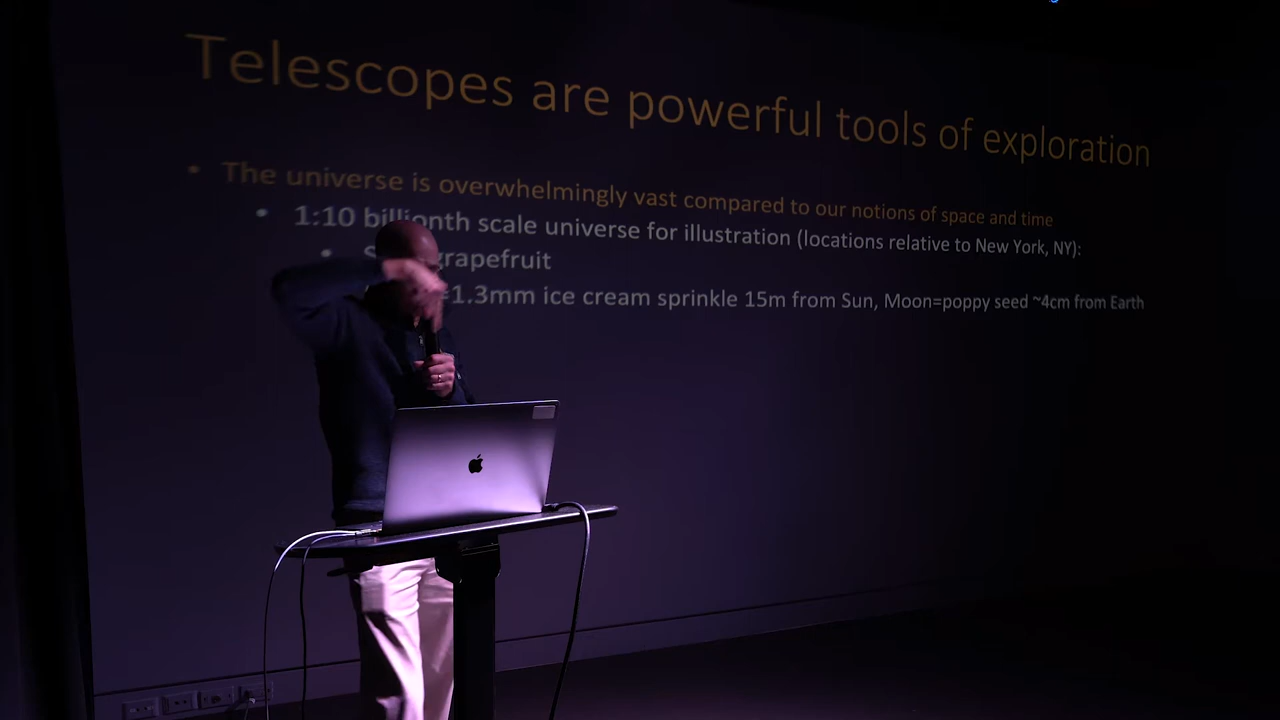 Telescopes are powerful tools of exploration
• The universe is overwhelmingly vast compared to our notions of space and time
• 1:10 billionth scale universe for illustration (locations relative to New York, NY):
• grapefruit
=1.3mm ice cream sprinkle 15m from Sun, Moon=poppy seed ~4cm from Earth